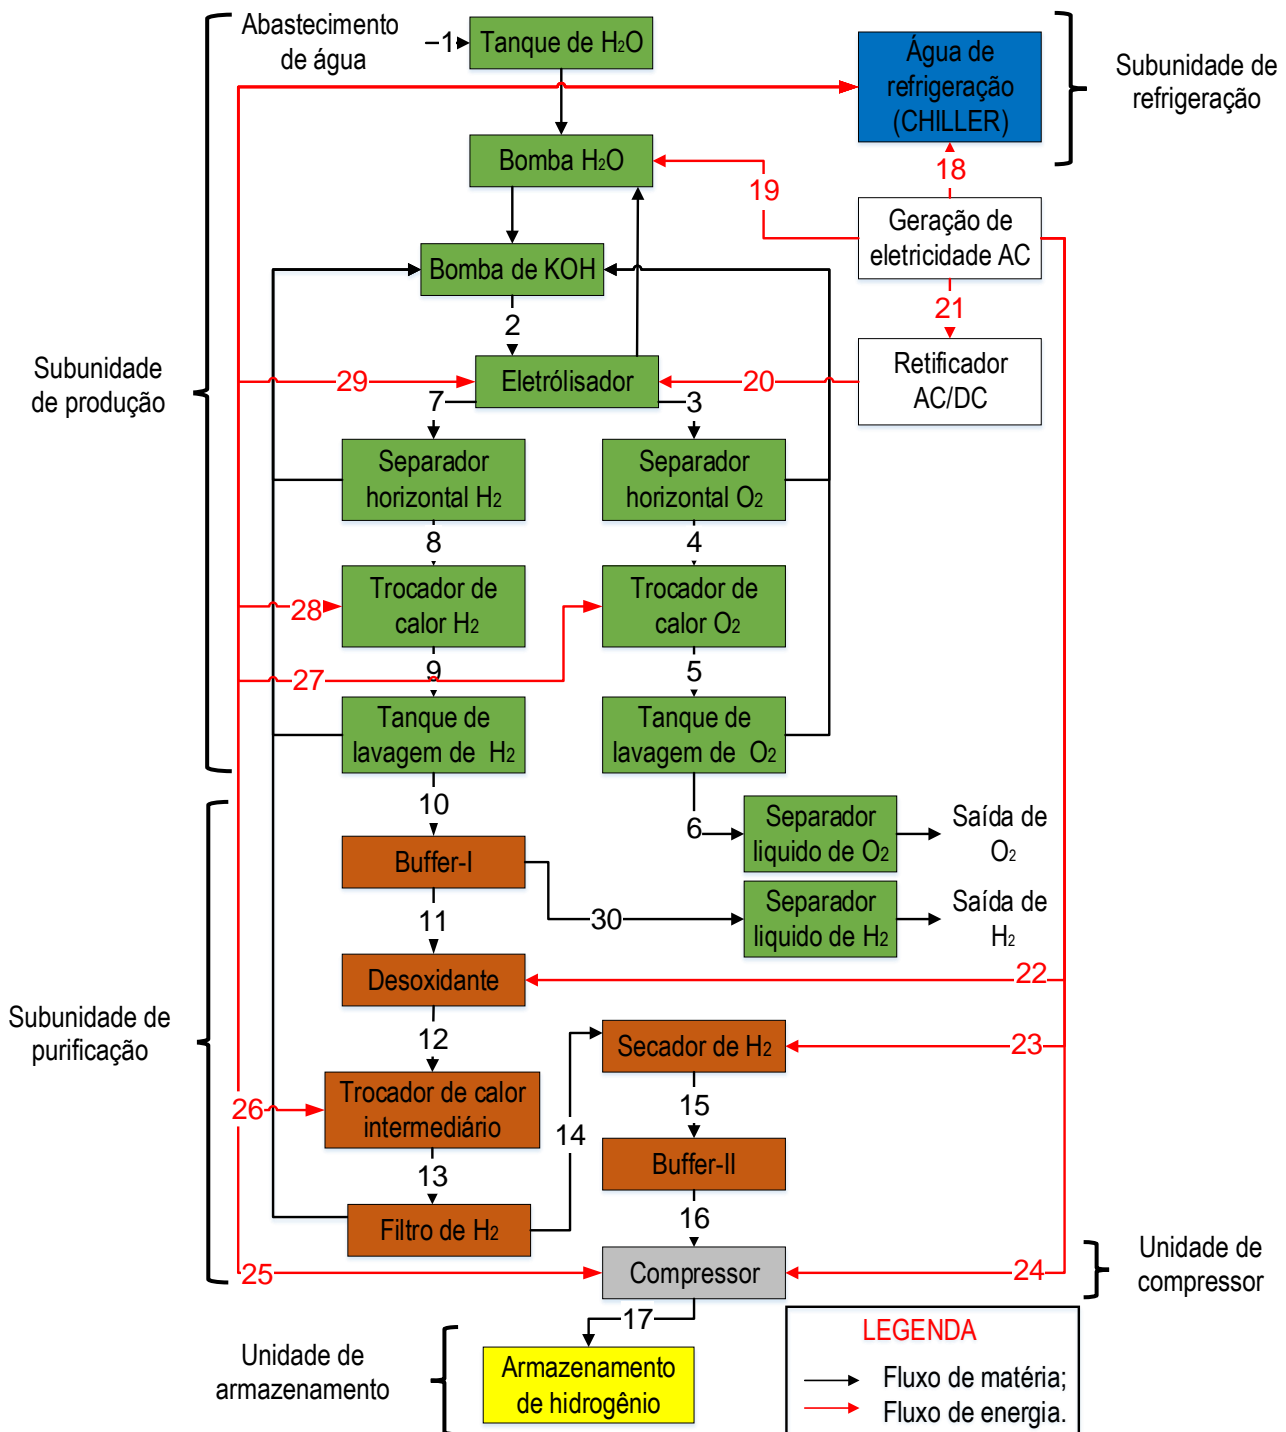 Abastecimento
de água
1
Tanque de H2O
Água de
refrigeração
(CHILLER)
Subunidade de
refrigeração
Bomba H2O
18
19
Geração de
eletricidade AC
Bomba de KOH
21
2
Subunidade
de produção
Retificador
AC/DC
29
Eletrólisador
20
7
3
Separador
horizontal H2
Separador
horizontal O2
8
4
28
Trocador de
calor H2
Trocador de
calor O2
9
5
27
Tanque de
lavagem de H2
Tanque de
lavagem de O2
10
6
Separador
liquido de O2
Saída de
O2
Buffer-I
11
30
Separador
liquido de H2
Saída de
H2
Desoxidante
22
Subunidade de
purificação
12
Secador de H2
23
26
Trocador de calor
intermediário
15
14
13
Buffer-II
Filtro de H2
16
25
Compressor
24
Unidade de
compressor
17
Unidade de
armazenamento
Armazenamento
de hidrogênio
LEGENDA
Fluxo de matéria;
Fluxo de energia.